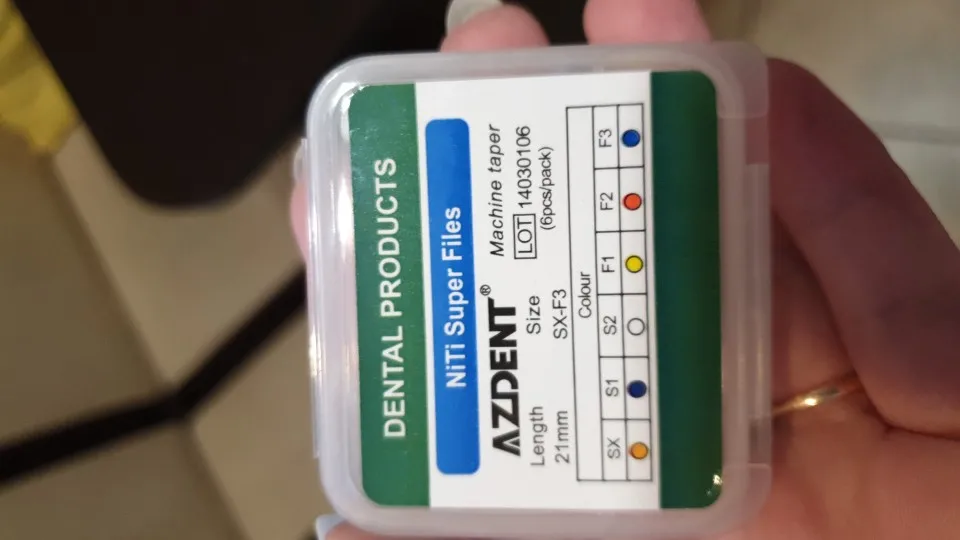 DENTAL PRODUCTS
NiTi Super Files
AZDENT® Machine taper
Length Size LOT 14030106
21mm SX-F3 (6pcs/pack)
Colour
SX S1 S2 F1 F2 F3